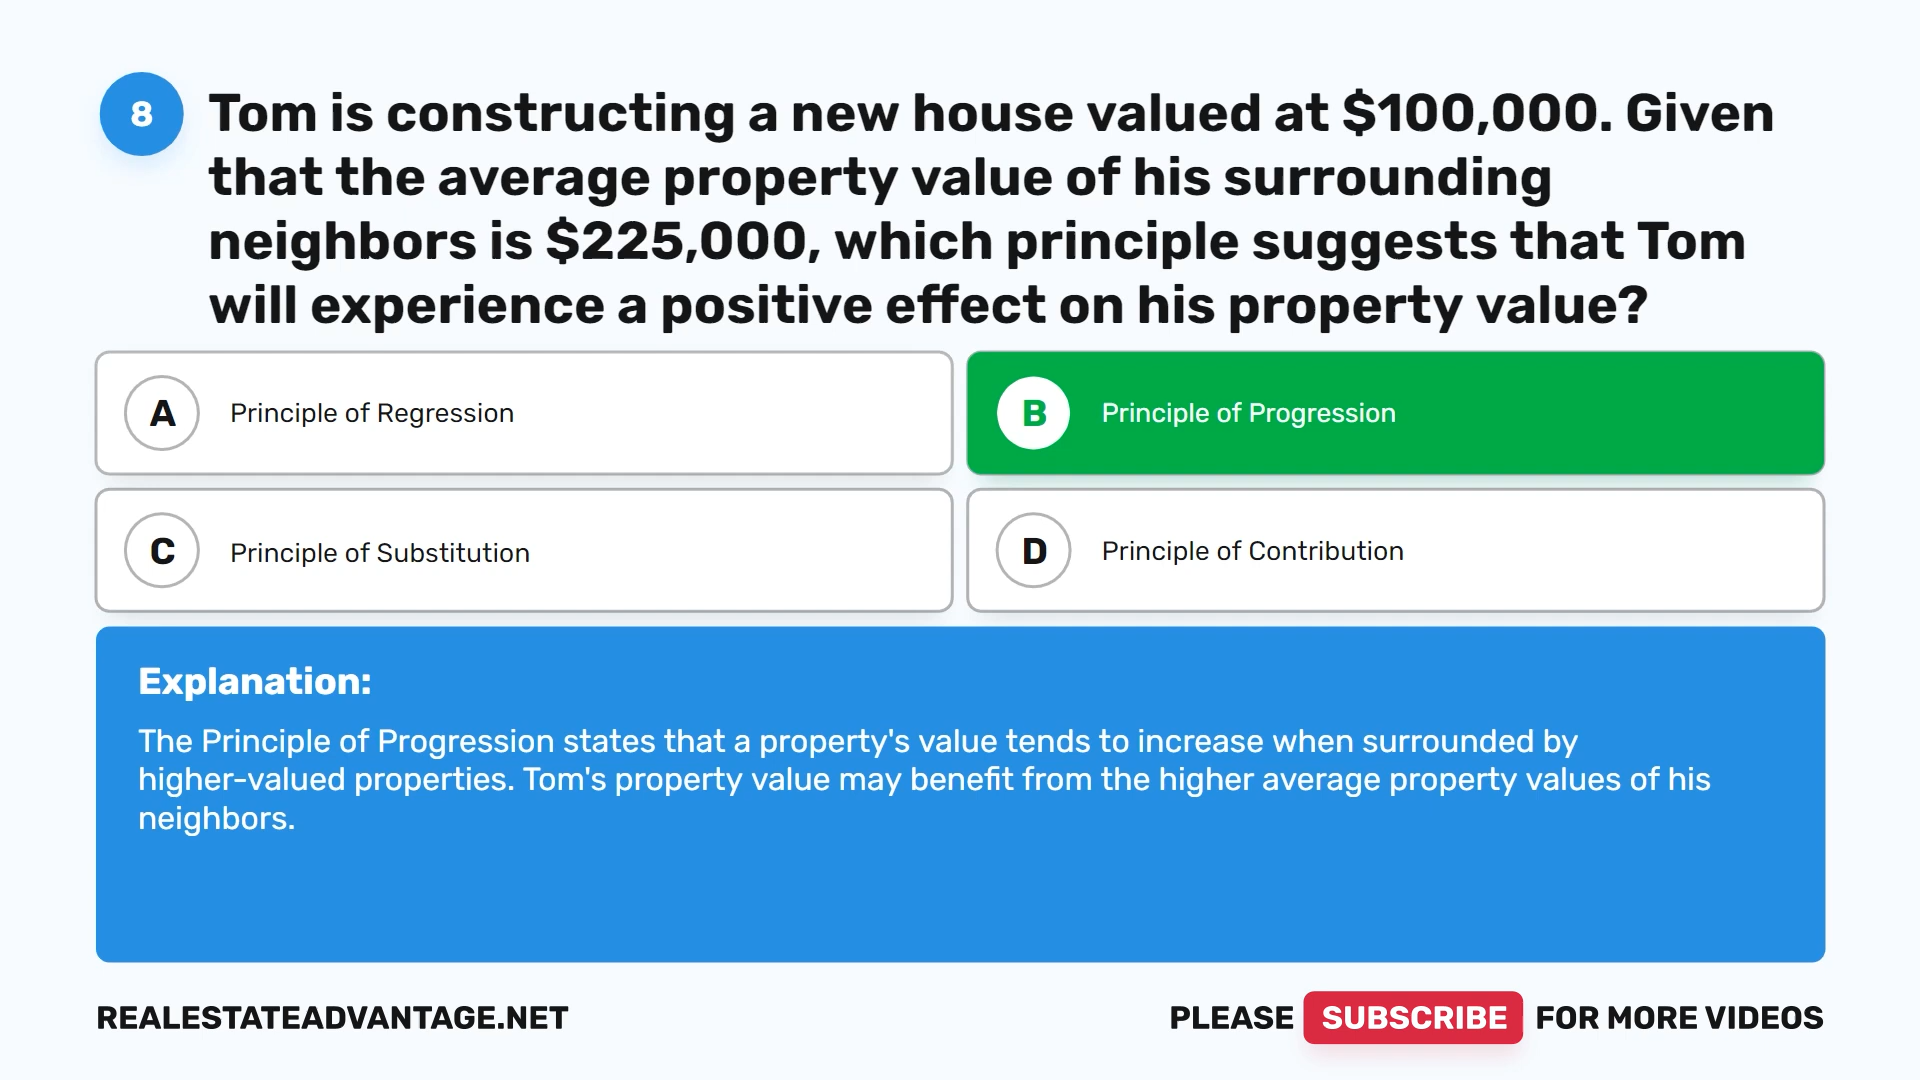 8
Tom is constructing a new house valued at $100,000. Given
that the average property value of his surrounding
neighbors is $225,000, which principle suggests that Tom
will experience a positive effect on his property value?
A Principle of Regression
B Principle of Progression
C Principle of Substitution
D Principle of Contribution
Explanation:
The Principle of Progression states that a property's value tends to increase when surrounded by
higher-valued properties. Tom's property value may benefit from the higher average property values of his
neighbors.
REALESTATEADVANTAGE.NET
PLEASE SUBSCRIBE FOR MORE VIDEOS